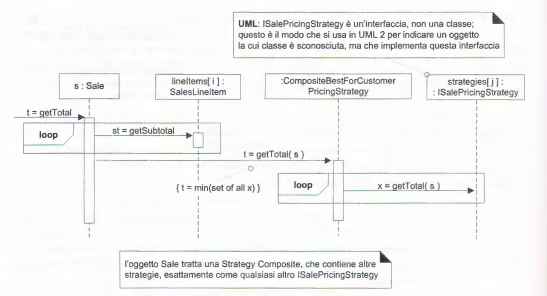 UML: ISalePricingStrategy è un'interfaccia, non una classe;
questo è il modo che si usa in UML 2 per indicare un oggetto
la cui classe è sconosciuta, ma che implementa questa interfaccia
s : Sale
lineItems[ i ] :
SalesLineItem
:CompositeBestForCustomer
PricingStrategy
strategies[ j ] :
: ISalePricingStrategy
t = getTotal
loop
st = getSubtotal
t = getTotal( s )
{ t = min(set of all x) }
loop
x = getTotal( s )
l'oggetto Sale tratta una Strategy Composite, che contiene altre
strategie, esattamente come qualsiasi altro ISalePricingStrategy